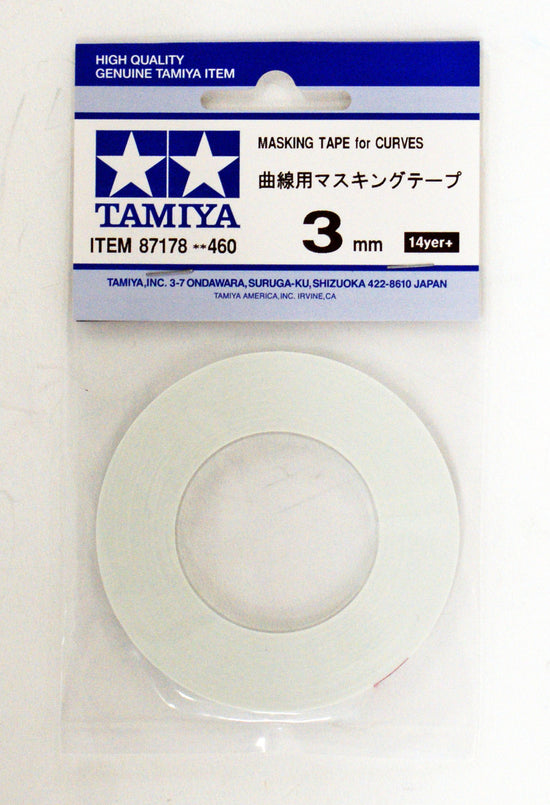 HIGH QUALITY
GENUINE TAMIYA ITEM
MASKING TAPE for CURVES
曲線用マスキングテープ
TAMIYA
ITEM 87178 **460
3 mm
14yer+
TAMIYA,INC. 3-7 ONDAWARA,SURUGA-KU,SHIZUOKA 422-8610 JAPAN
TAMIYA AMERICA,INC. IRVINE,CA